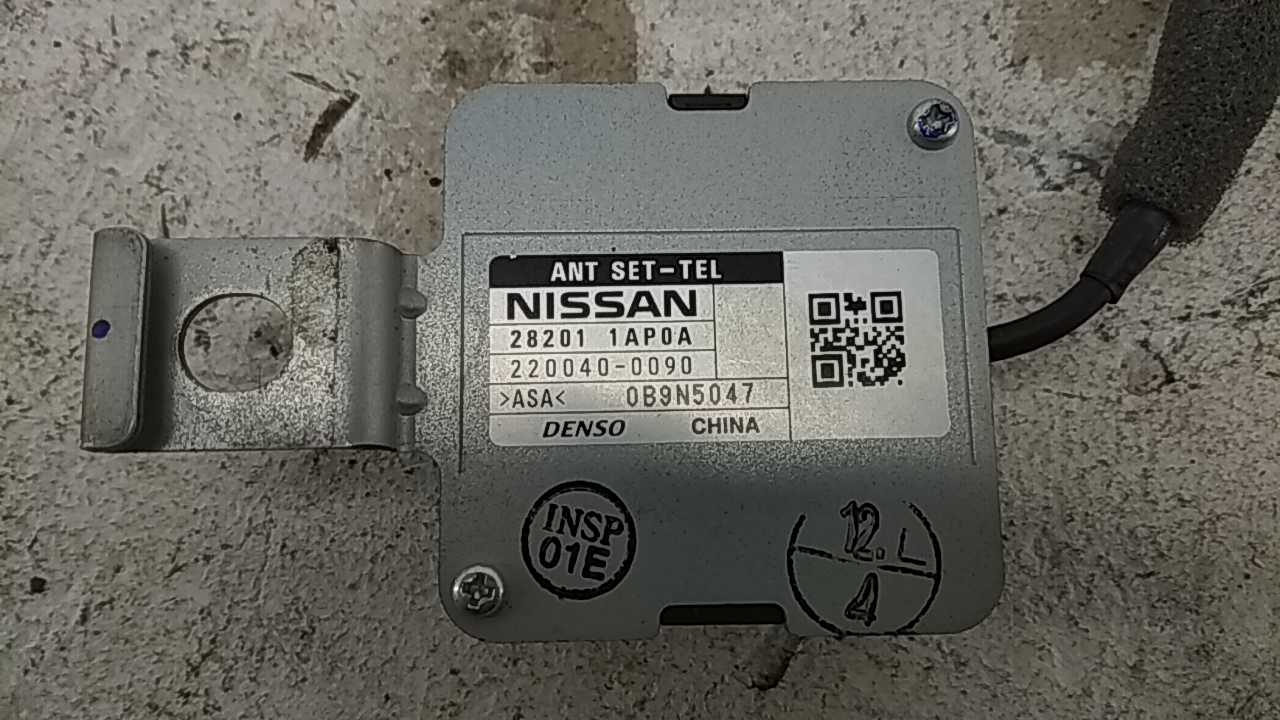 ANT SET-TEL
NISSAN
28201 1AP0A
220040-0090
>ASA< 0B9N5047
DENSO CHINA
INSP
01E
12. L
4